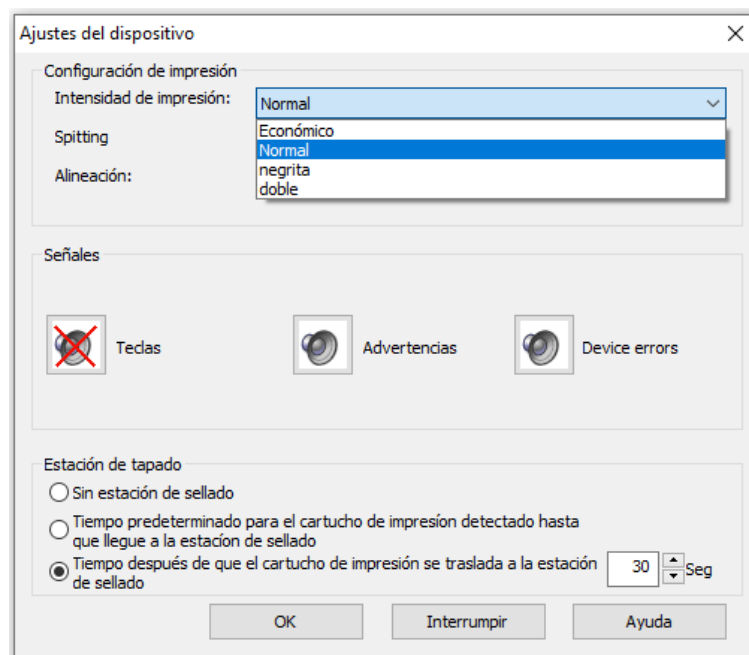 Ajustes del dispositivo
Configuración de impresión
Intensidad de impresión:
Normal
Spitting
Económico
Normal
Alineación:
negrita
doble
Señales
Teclas
Advertencias
Device errors
Estación de tapado
Sin estación de sellado
Tiempo predeterminado para el cartucho de impresíon detectado hasta
que llegue a la estacíon de sellado
Tiempo después de que el cartucho de impresión se traslada a la estación
de sellado
30
Seg
OK
Interrumpir
Ayuda